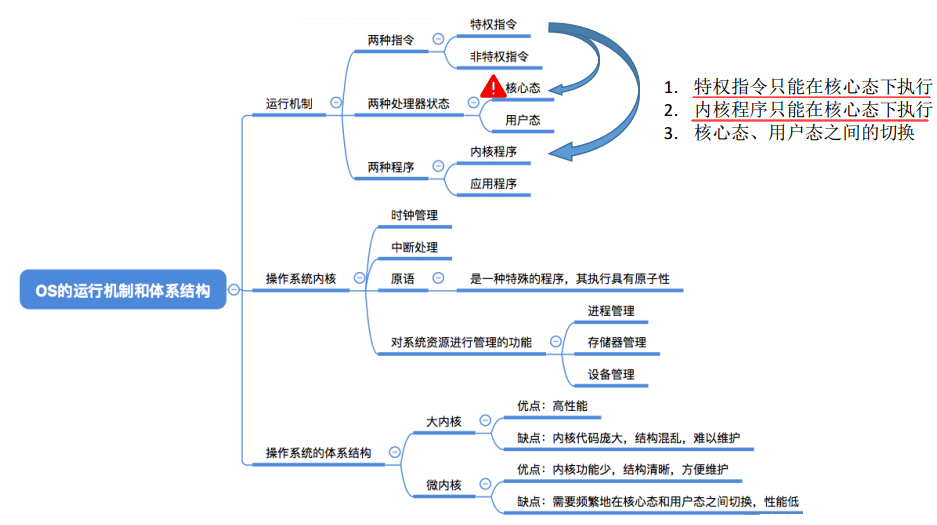 特权指令
两种指令
非特权指令
核心态
运行机制
两种处理器状态
用户态
内核程序
两种程序
应用程序
1. 特权指令只能在核心态下执行
2. 内核程序只能在核心态下执行
3. 核心态、用户态之间的切换
时钟管理
中断处理
OS的运行机制和体系结构
操作系统内核
原语
是一种特殊的程序，其执行具有原子性
进程管理
对系统资源进行管理的功能
存储器管理
设备管理
优点：高性能
大内核
缺点：内核代码庞大，结构混乱，难以维护
操作系统的体系结构
优点：内核功能少，结构清晰，方便维护
微内核
缺点：需要频繁地在核心态和用户态之间切换，性能低